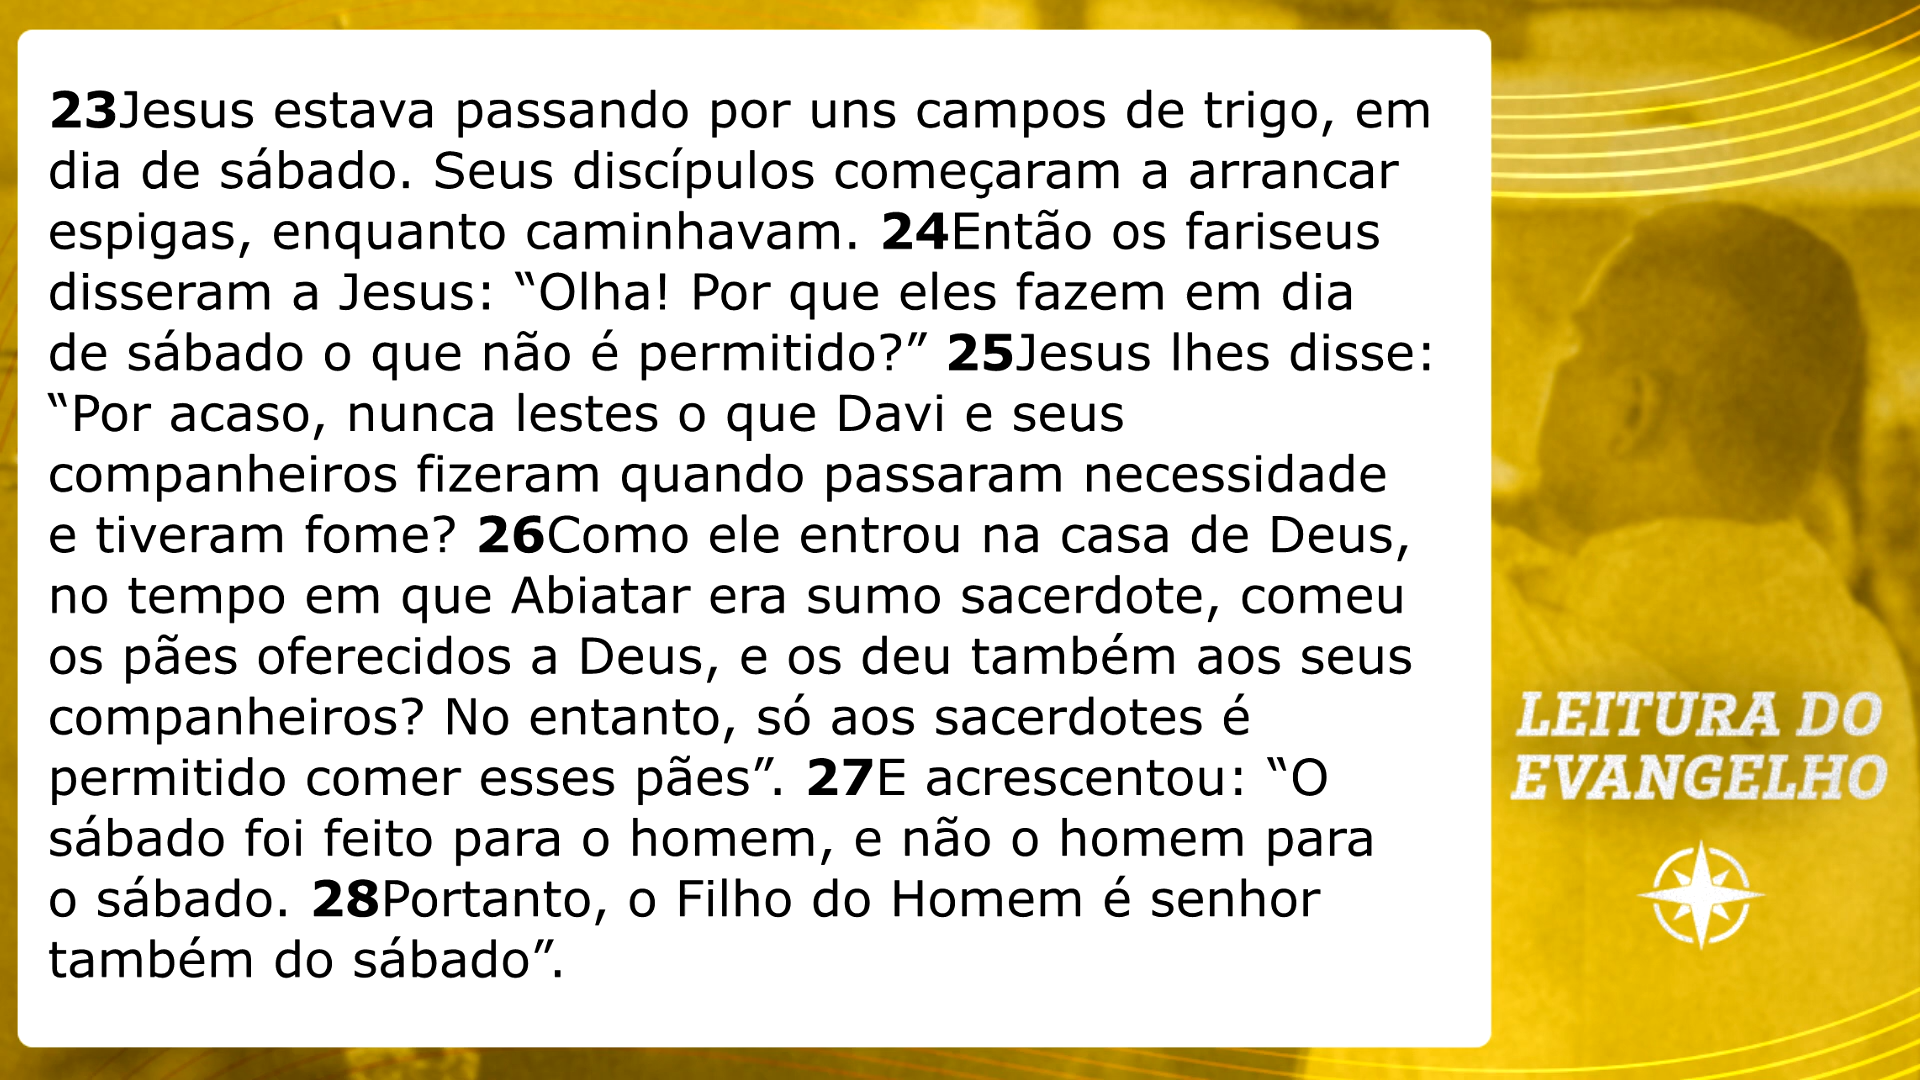 23Jesus estava passando por uns campos de trigo, em
dia de sábado. Seus discípulos começaram a arrancar
espigas, enquanto caminhavam. 24Então os fariseus
disseram a Jesus: “Olha! Por que eles fazem em dia
de sábado o que não é permitido?” 25Jesus lhes disse:
“Por acaso, nunca lestes o que Davi e seus
companheiros fizeram quando passaram necessidade
e tiveram fome? 26Como ele entrou na casa de Deus,
no tempo em que Abiatar era sumo sacerdote, comeu
os pães oferecidos a Deus, e os deu também aos seus
companheiros? No entanto, só aos sacerdotes é
permitido comer esses pães”. 27E acrescentou: “O
sábado foi feito para o homem, e não o homem para
o sábado. 28Portanto, o Filho do Homem é senhor
também do sábado”.
LEITURA DO
EVANGELHO